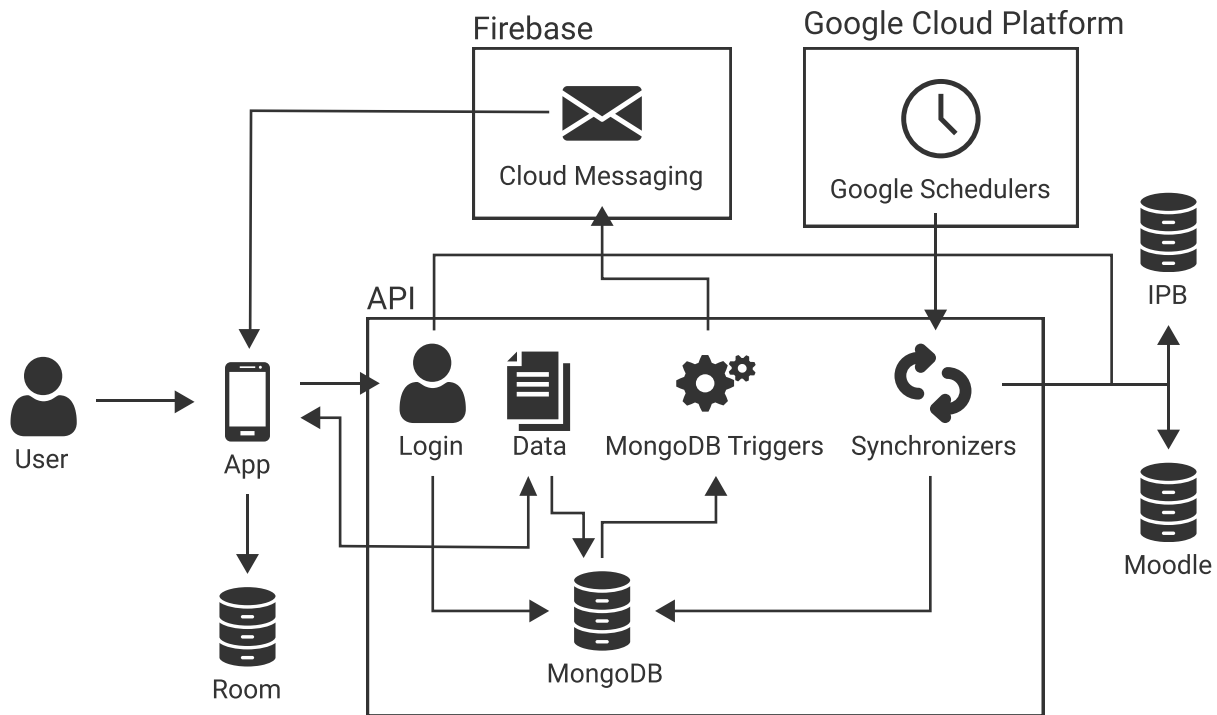 Firebase
Google Cloud Platform
Cloud Messaging
Google Schedulers
IPB
API
User
App
Login
Data
MongoDB Triggers
Synchronizers
Moodle
Room
MongoDB